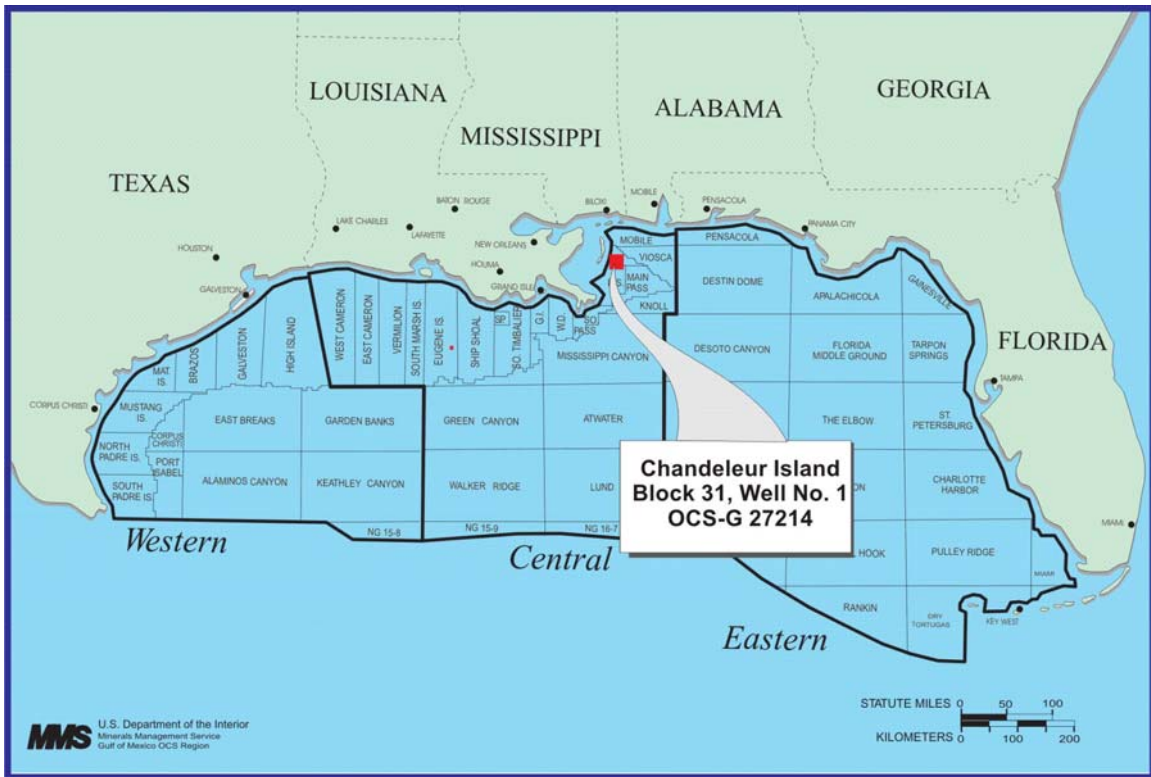 LOUISIANA
MISSISSIPPI
ALABAMA
GEORGIA
TEXAS
FLORIDA
BATON ROUGE
LAKE CHARLES
LAFAYETTE
NEW ORLEANS
HOUMA
GRAND ISLE
HOUSTON
GALVESTON
CORPUS CHRISTI
BILOXI
MOBILE
PENSACOLA
PANAMA CITY
TAMPA
MIAMI
KEY WEST
MOBILE
VIOSCA
MAIN
PASS
KNOLL
PENSACOLA
DESTIN DOME
APALACHICOLA
GAINESVILLE
DESOTO CANYON
FLORIDA
MIDDLE GROUND
TARPON
SPRINGS
WEST CAMERON
EAST CAMERON
VERMILION
SOUTH MARSH IS.
EUGENE IS.
SHIP SHOAL
SO. TIMBALIER
G.I.
W.D.
SO.
PASS
MISSISSIPPI CANYON
HIGH ISLAND
GALVESTON
BRAZOS
MAT.
IS.
MUSTANG
IS.
CORPUS
CHRISTI
NORTH
PADRE IS.
PORT
ISABEL
SOUTH
PADRE IS.
EAST BREAKS
GARDEN BANKS
GREEN CANYON
ATWATER
THE ELBOW
ST.
PETERSBURG
ALAMINOS CANYON
KEATHLEY CANYON
WALKER RIDGE
LUND
CHARLOTTE
HARBOR
NG 15-8
NG 15-9
NG 16-7
HOOK
PULLEY RIDGE
MIAMI
RANKIN
DRY
TORTUGAS
Chandeleur Island
Block 31, Well No. 1
OCS-G 27214
Western
Central
Eastern
STATUTE MILES 0 50 100
KILOMETERS 0 100 200
MMS
U.S. Department of the Interior
Minerals Management Service
Gulf of Mexico OCS Region